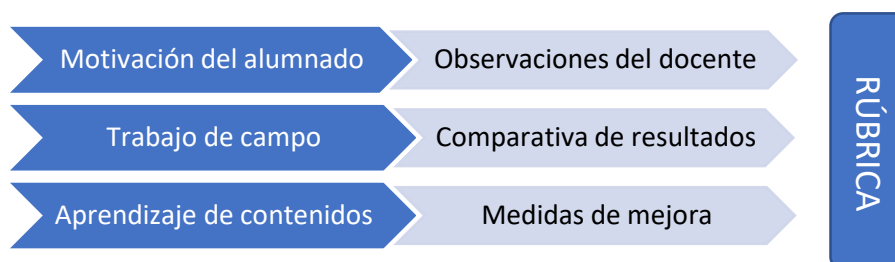 Motivación del alumnado
Observaciones del docente
Trabajo de campo
Comparativa de resultados
Aprendizaje de contenidos
Medidas de mejora
RÚBRICA